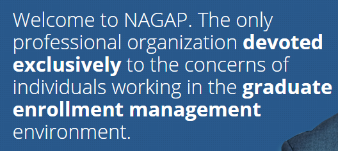 Welcome to NAGAP. The only
professional organization devoted
exclusively to the concerns of
individuals working in the graduate
enrollment management
environment.